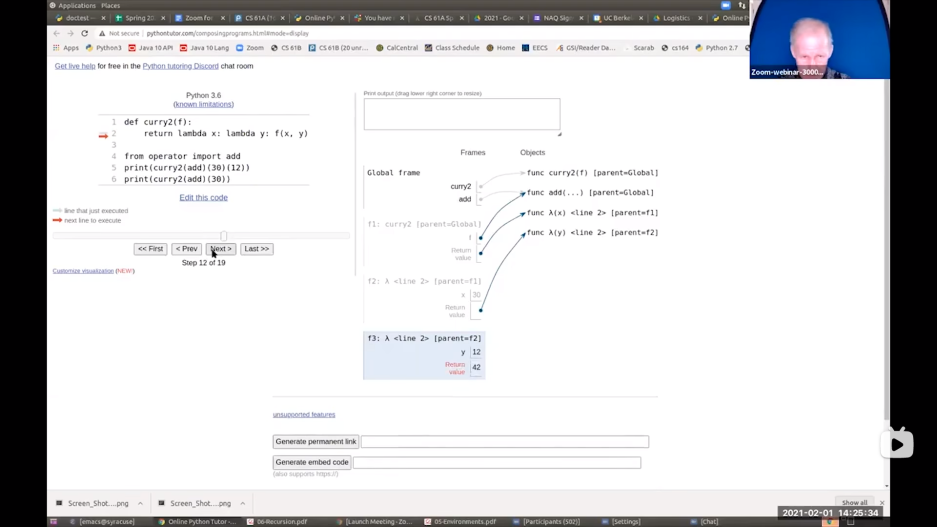 Applications
doctest
Spring 20
Zoom for
CS 61A [
Online Py
You have
CS 61A Sp
2021 - Go
NAQ Sign
UC Berkel
Logistics
Online Py
Not secure | pythontutor.com/composingprograms.html#mode=display
Apps
Python3
Java 10 API
Java 10 Lang
Zoom
CS 61B
CS 61B (20 unr...
CalCentral
Class Schedule
Home
EECS
GSI/Reader Da...
Scarab
cs164
Python 2.7
Zoom-webinar-3000...
Get live help for free in the Python tutoring Discord chat room
Python 3.6
(known limitations)
1 def curry2(f):
2 return lambda x: lambda y: f(x, y)
3
4 from operator import add
5 print(curry2(add)(30)(12))
6 print(curry2(add)(30))
Edit this code
line that just executed
next line to execute
<< First
< Prev
Next >
Last >>
Step 12 of 19
Customize visualization (NEW!)
Print output (drag lower right corner to resize)
Frames
Objects
Global frame
curry2
add
func curry2(f) [parent=Global]
func add(...) [parent=Global]
func λ(x) <line 2> [parent=f1]
func λ(y) <line 2> [parent=f2]
f1: curry2 [parent=Global]
f
Return
value
f2: λ <line 2> [parent=f1]
x 30
Return
value
f3: λ <line 2> [parent=f2]
y 12
Return
value 42
unsupported features
Generate permanent link
Generate embed code
(also supports https://)
Screen_Shot....png
Screen_Shot....png
Show all
2021-02-01 14:25:34
[emacs@syracuse]
Online Python Tutor -...
06-Recursion.pdf
[Launch Meeting - Zo...
05-Environments.pdf
[Participants (502)]
[Settings]
[Chat]